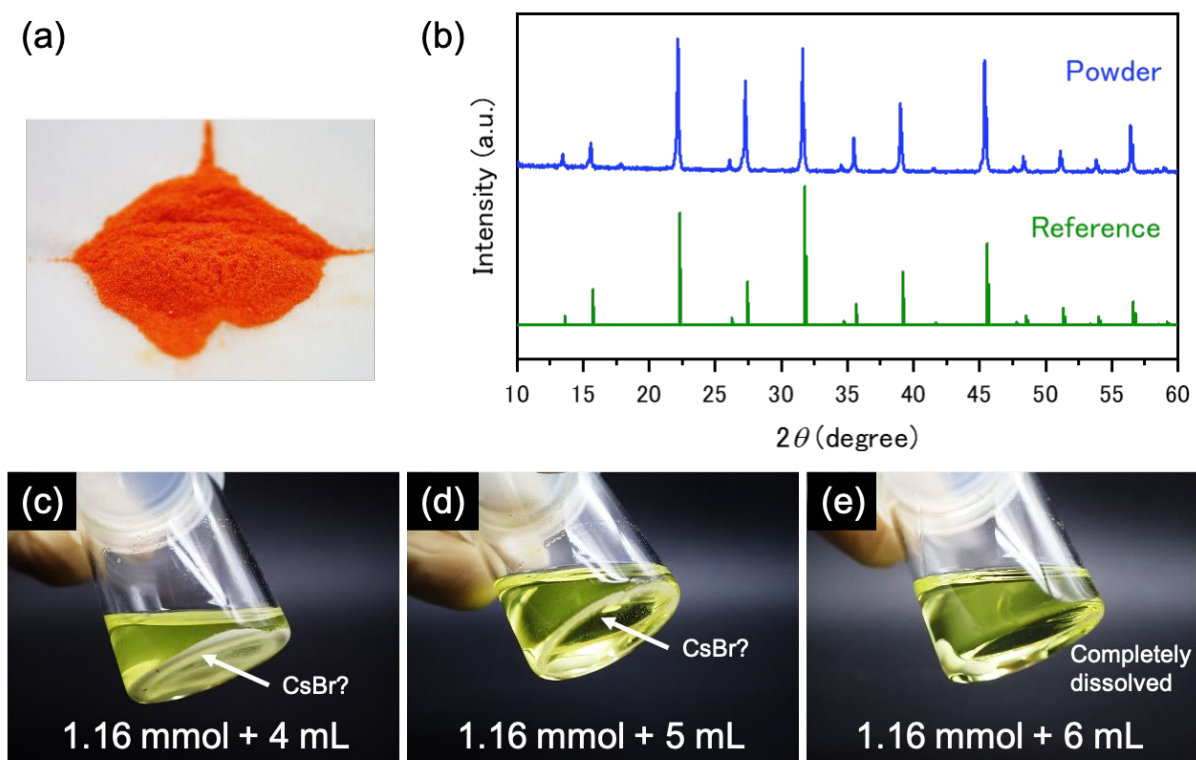 (a)
(b)
Intensity (a.u.)
Powder
Reference
10 15 20 25 30 35 40 45 50 55 60
2θ (degree)
(c)
CsBr?
1.16 mmol + 4 mL
(d)
CsBr?
1.16 mmol + 5 mL
(e)
Completely
dissolved
1.16 mmol + 6 mL